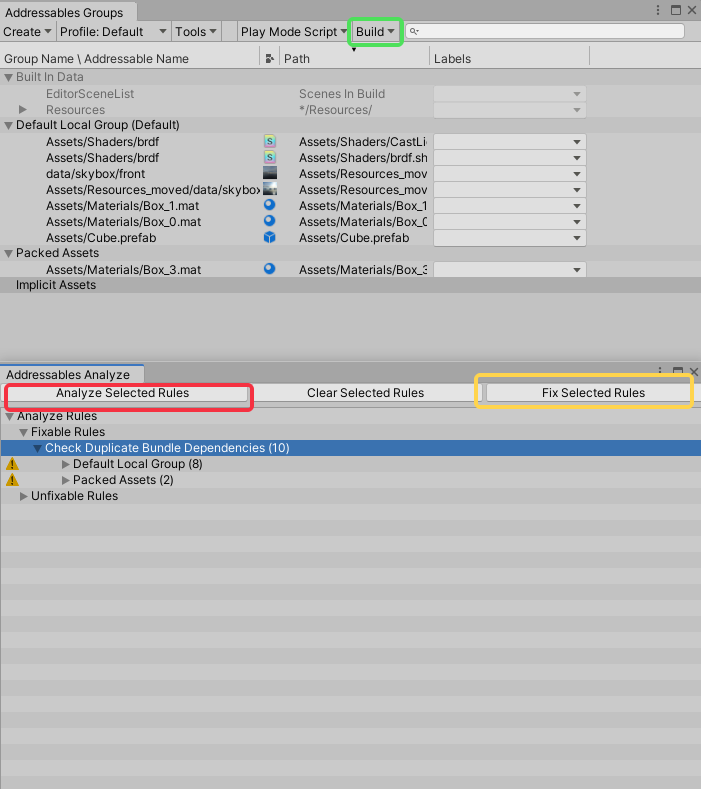 Addressables Groups
Create Profile: Default Tools Play Mode Script Build
Group Name \ Addressable Name Path Labels
Built In Data
EditorSceneList Scenes In Build
Resources */Resources/
Default Local Group (Default)
Assets/Shaders/brdf Assets/Shaders/CastLi
Assets/Shaders/brdf Assets/Shaders/brdf.sh
data/skybox/front Assets/Resources_mov
Assets/Resources_moved/data/skybox Assets/Resources_mov
Assets/Materials/Box_1.mat Assets/Materials/Box_1
Assets/Materials/Box_0.mat Assets/Materials/Box_0
Assets/Cube.prefab Assets/Cube.prefab
Packed Assets
Assets/Materials/Box_3.mat Assets/Materials/Box_3
Implicit Assets
Addressables Analyze
Analyze Selected Rules Clear Selected Rules Fix Selected Rules
Analyze Rules
Fixable Rules
Check Duplicate Bundle Dependencies (10)
Default Local Group (8)
Packed Assets (2)
Unfixable Rules